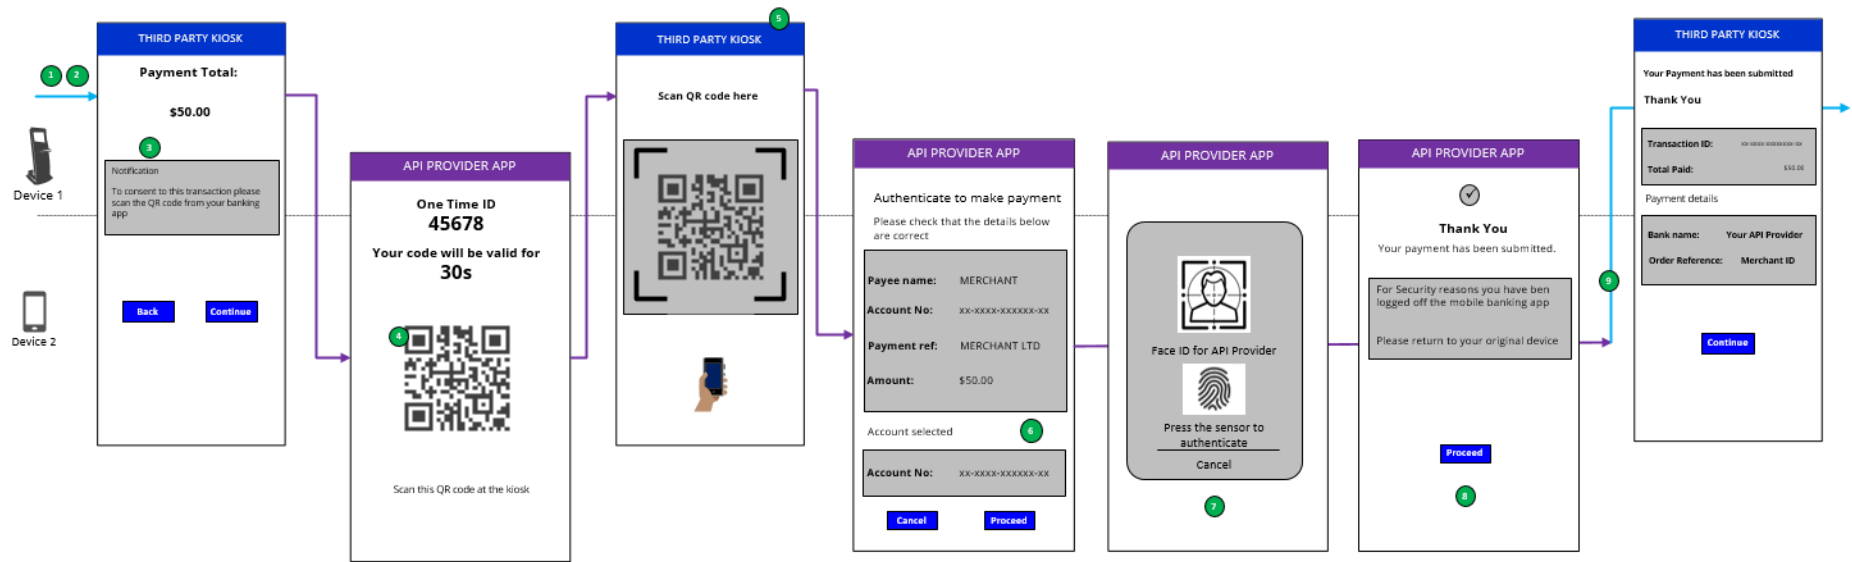 1
2
Device 1
Device 2
THIRD PARTY KIOSK
Payment Total:
$50.00
3
Notification
To consent to this transaction please
scan the QR code from your banking
app
Back
Continue
API PROVIDER APP
One Time ID
45678
Your code will be valid for
30s
4
Scan this QR code at the kiosk
5
THIRD PARTY KIOSK
Scan QR code here
API PROVIDER APP
Authenticate to make payment
Please check that the details below
are correct
Payee name: MERCHANT
Account No: xx-xxxx-xxxxxx-xx
Payment ref: MERCHANT LTD
Amount: $50.00
Account selected
6
Account No: xx-xxxx-xxxxxx-xx
Cancel
Proceed
API PROVIDER APP
Face ID for API Provider
Press the sensor to
authenticate
Cancel
7
API PROVIDER APP
Thank You
Your payment has been submitted.
For Security reasons you have ben
logged off the mobile banking app
Please return to your original device
Proceed
8
9
THIRD PARTY KIOSK
Your Payment has been submitted
Thank You
Transaction ID: xx-xxxx-xxxxxxxx-xx
Total Paid: $50.00
Payment details
Bank name: Your API Provider
Order Reference: Merchant ID
Continue